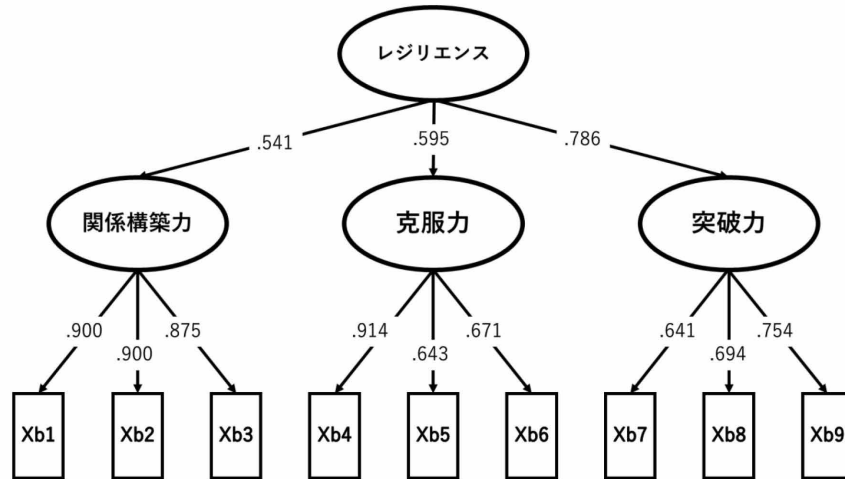 レジリエンス
.541
.595
.786
関係構築力
克服力
突破力
.900
.900
.875
.914
.643
.671
.641
.694
.754
Xb1
Xb2
Xb3
Xb4
Xb5
Xb6
Xb7
Xb8
Xb9